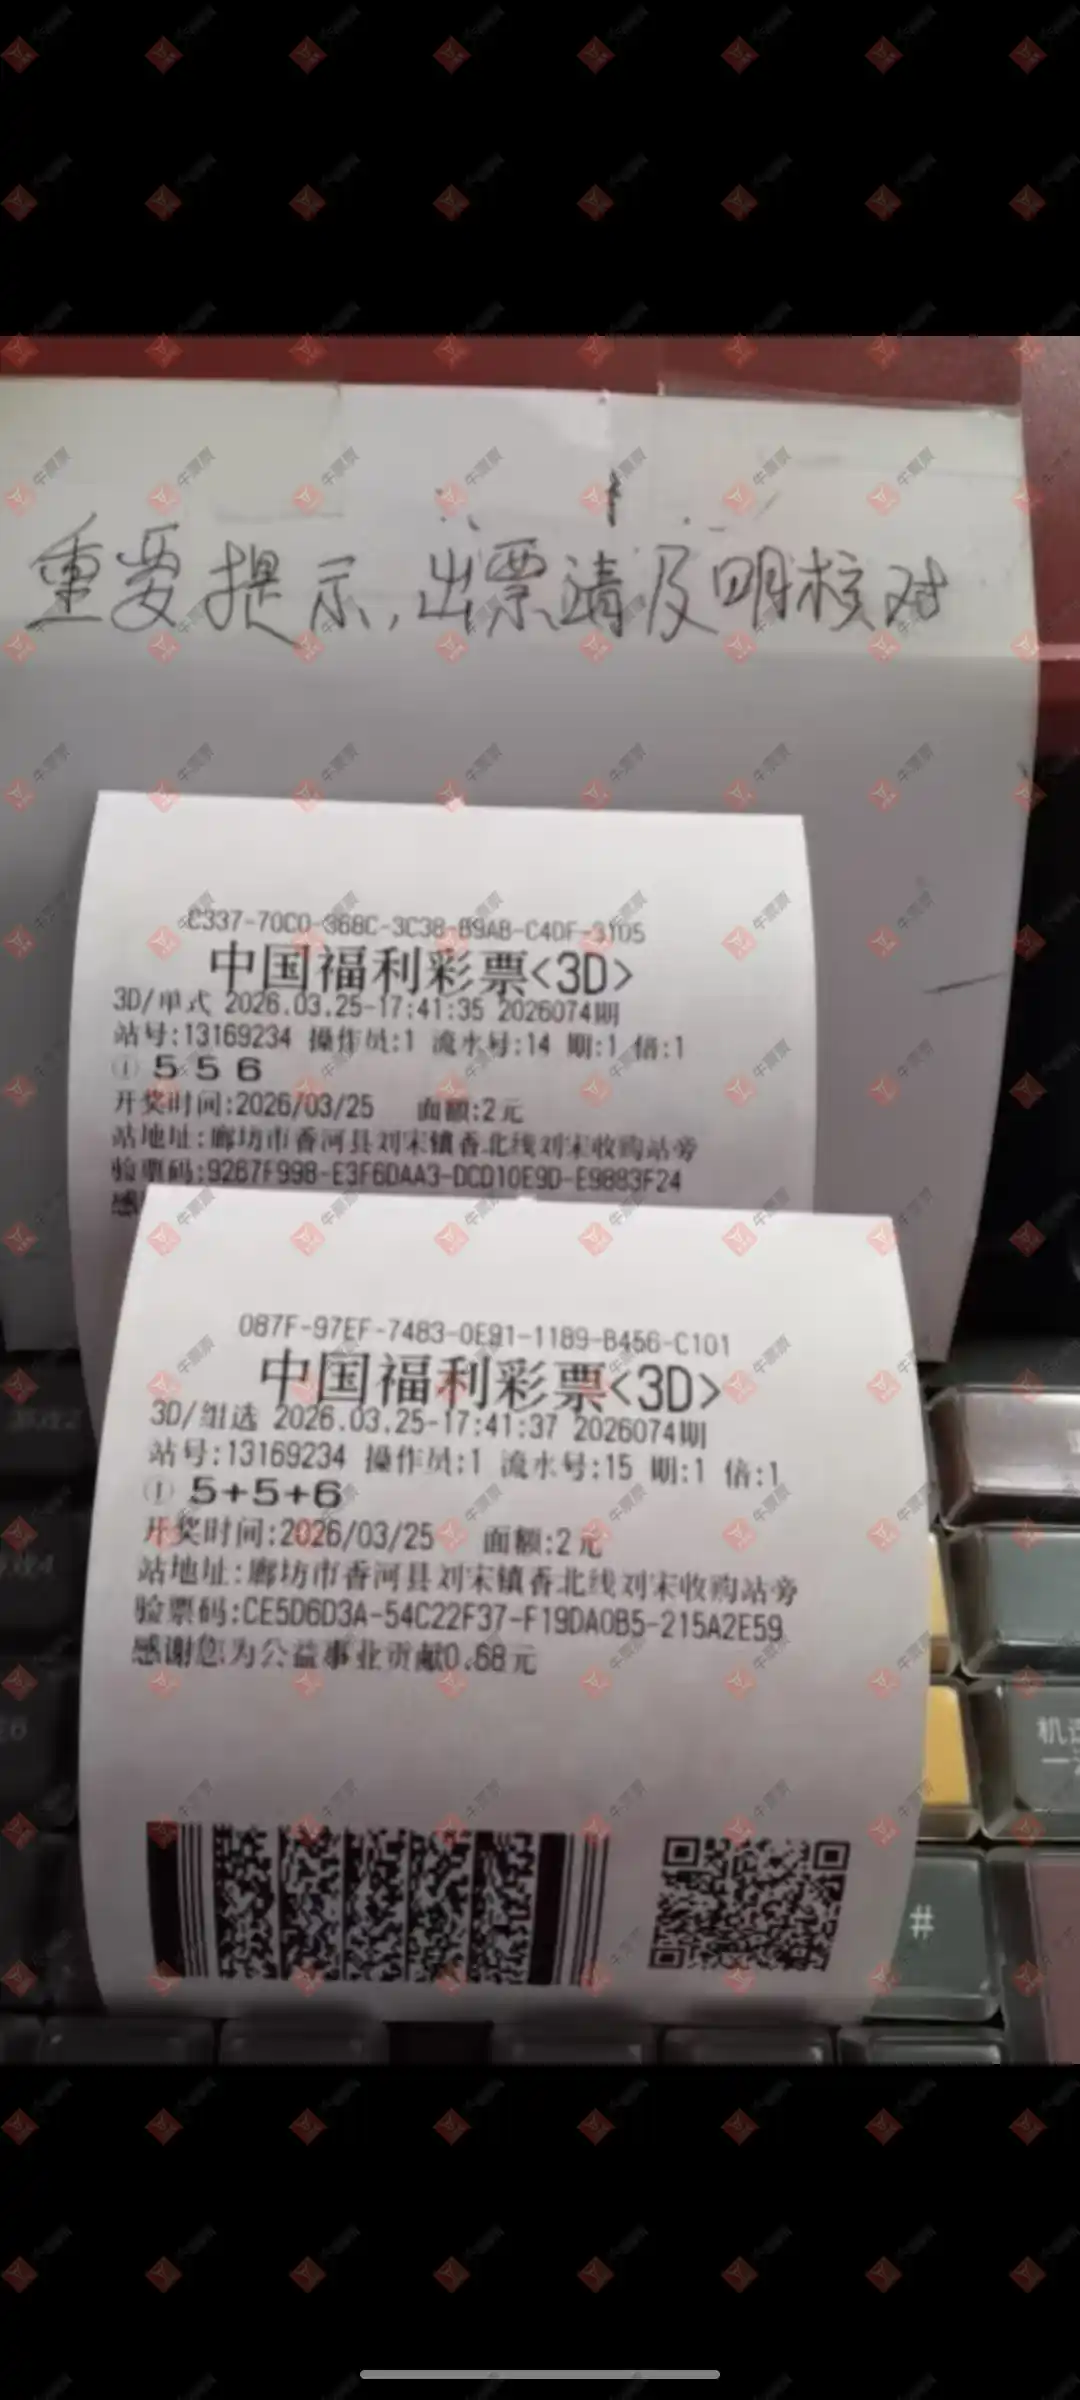 重要提示,出票请及明核对
C337-70C0-368C-3C38-B9AB-C4DF-3105
中国福利彩票<3D>
3D/单式 2026.03.25-17:41:35 2026074期
站号:13169234 操作员:1 流水号:14 期:1 倍:1
① 5 5 6
开奖时间:2026/03/25 面额:2元
站地址:廊坊市香河县刘宋镇香北线刘宋收购站旁
验票码:9267F998-E3F6DAA3-DCD10E9D-E9883F24
感
087F-97EF-7483-0E91-1189-B456-C101
中国福利彩票<3D>
3D/组选 2026.03.25-17:41:37 2026074期
站号:13169234 操作员:1 流水号:15 期:1 倍:1
① 5+5+6
开奖时间:2026/03/25 面额:2元
站地址:廊坊市香河县刘宋镇香北线刘宋收购站旁
验票码:CE5D6D3A-54C22F37-F19DA0B5-215A2E59
感谢您为公益事业贡献0.68元
机选
#
牛票票